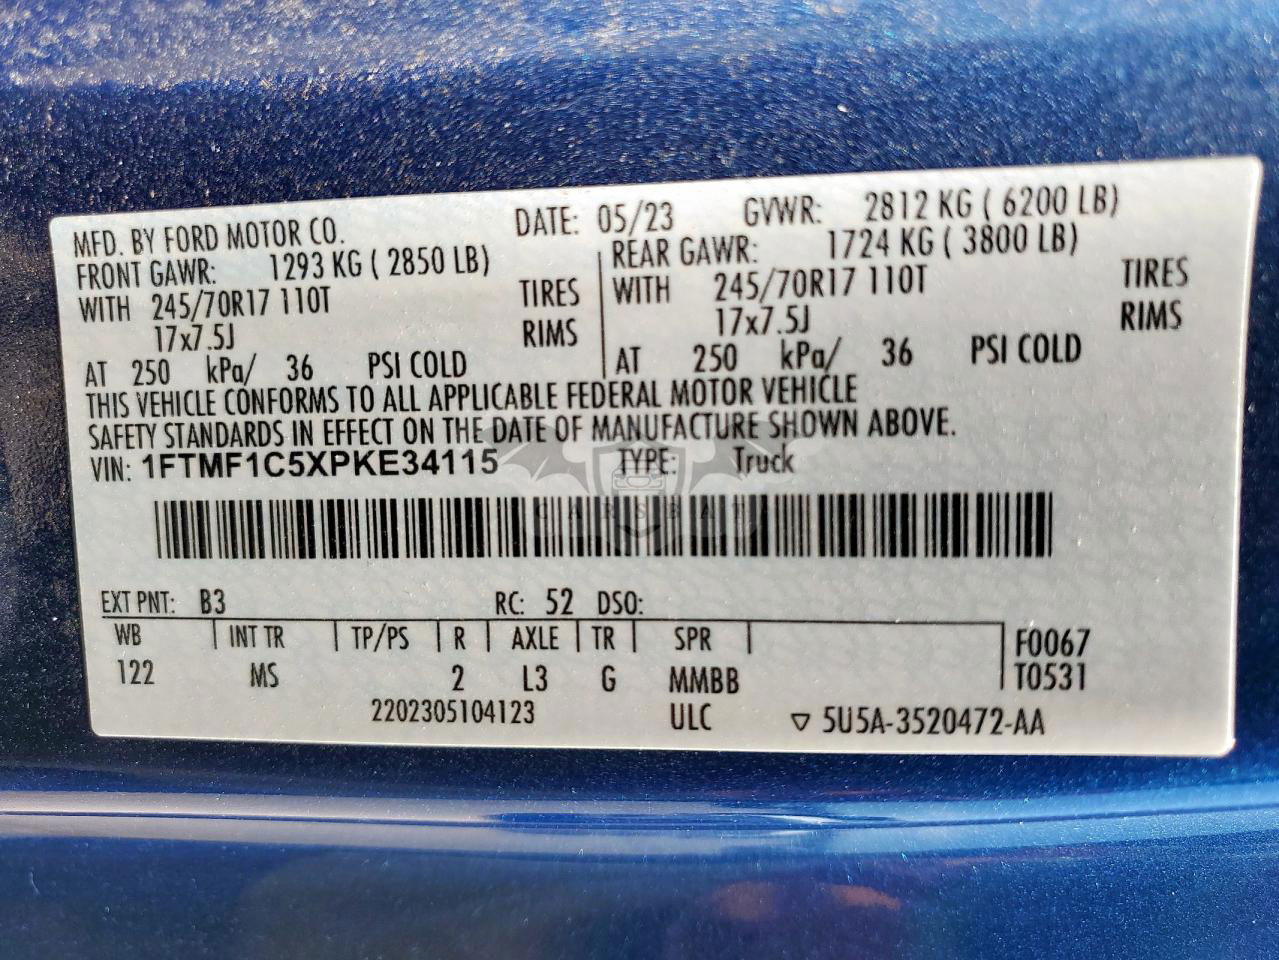 MFD. BY FORD MOTOR CO. DATE: 05/23 GVWR: 2812 KG ( 6200 LB)
FRONT GAWR: 1293 KG ( 2850 LB) REAR GAWR: 1724 KG ( 3800 LB)
WITH 245/70R17 110T TIRES WITH 245/70R17 110T TIRES
17x7.5J RIMS 17x7.5J RIMS
AT 250 kPa/ 36 PSI COLD AT 250 kPa/ 36 PSI COLD
THIS VEHICLE CONFORMS TO ALL APPLICABLE FEDERAL MOTOR VEHICLE
SAFETY STANDARDS IN EFFECT ON THE DATE OF MANUFACTURE SHOWN ABOVE.
VIN: 1FTMF1C5XPKE34115 TYPE: Truck
CARSBAT
EXT PNT: B3 RC: 52 DSO:
WB INT TR TP/PS R AXLE TR SPR F0067
122 MS 2 L3 G MMBB T0531
2202305104123 ULC ▽ 5U5A-3520472-AA